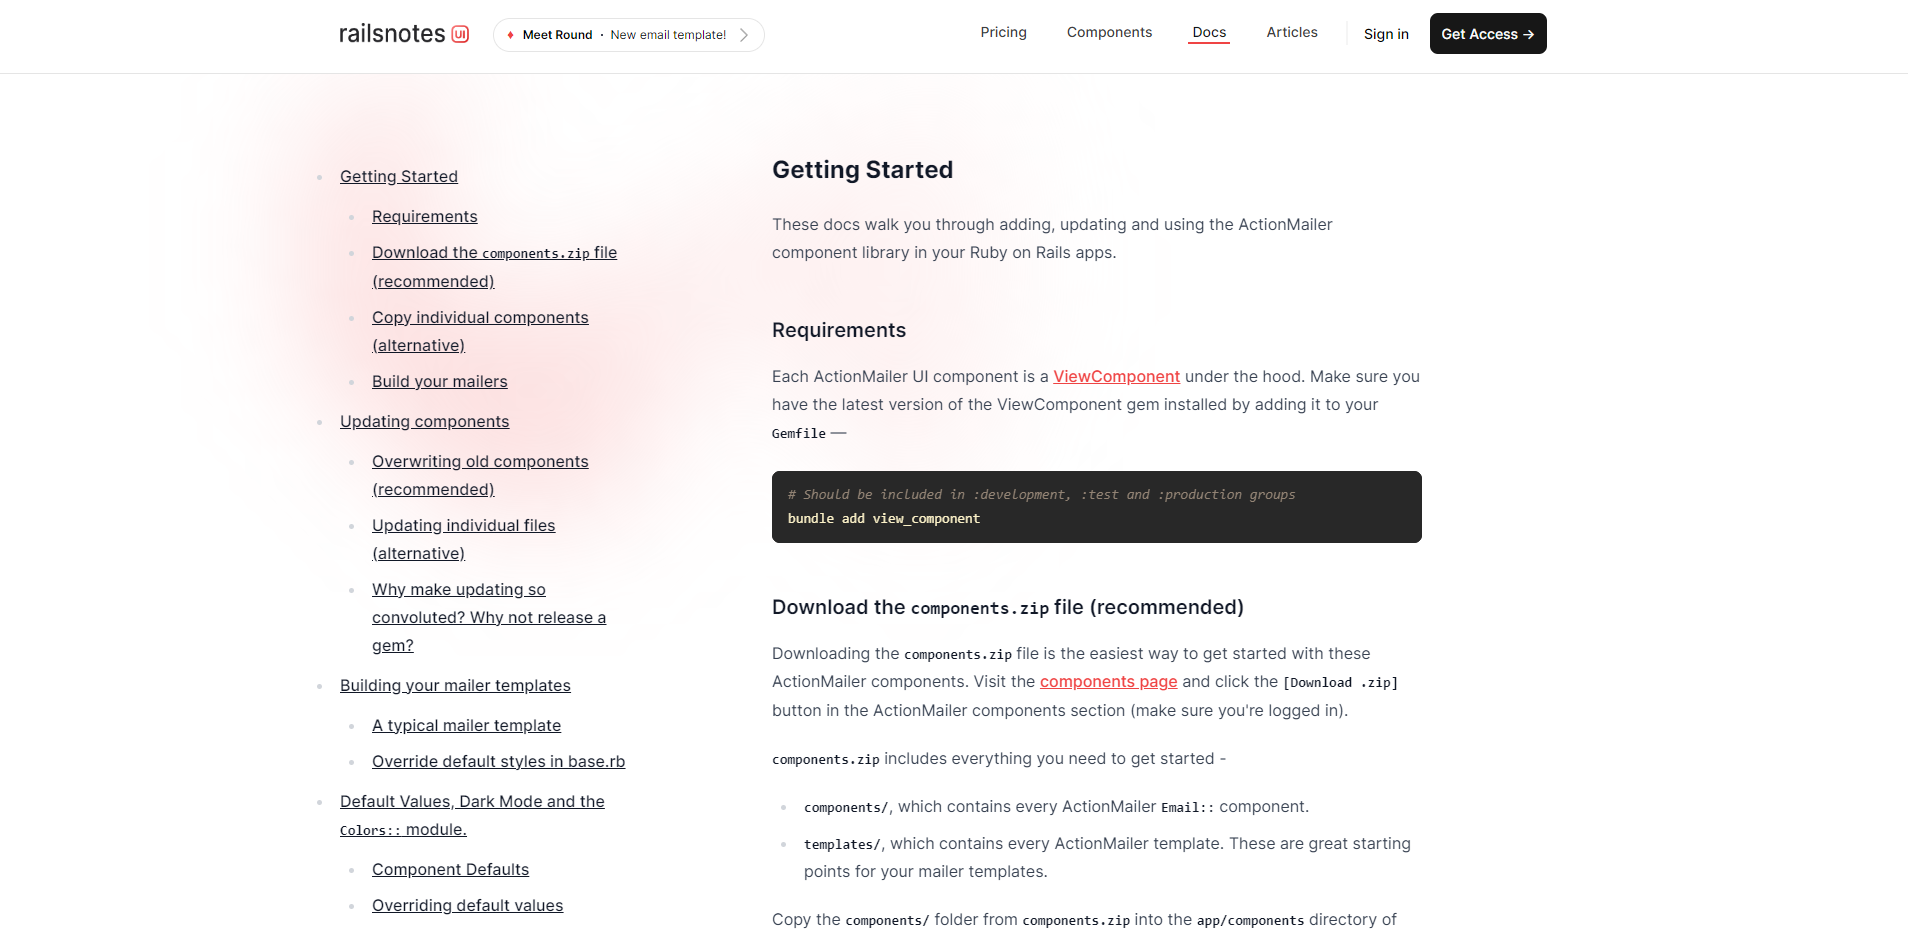 railsnotes UI
Meet Round · New email template!
Pricing
Components
Docs
Articles
Sign in
Get Access →
Getting Started
Requirements
Download the components.zip file
(recommended)
Copy individual components
(alternative)
Build your mailers
Updating components
Overwriting old components
(recommended)
Updating individual files
(alternative)
Why make updating so
convoluted? Why not release a
gem?
Building your mailer templates
A typical mailer template
Override default styles in base.rb
Default Values, Dark Mode and the
Colors:: module.
Component Defaults
Overriding default values
Getting Started
These docs walk you through adding, updating and using the ActionMailer
component library in your Ruby on Rails apps.
Requirements
Each ActionMailer UI component is a ViewComponent under the hood. Make sure you
have the latest version of the ViewComponent gem installed by adding it to your
Gemfile —
# Should be included in :development, :test and :production groups
bundle add view_component
Download the components.zip file (recommended)
Downloading the components.zip file is the easiest way to get started with these
ActionMailer components. Visit the components page and click the [Download .zip]
button in the ActionMailer components section (make sure you're logged in).
components.zip includes everything you need to get started -
components/, which contains every ActionMailer Email:: component.
templates/, which contains every ActionMailer template. These are great starting
points for your mailer templates.
Copy the components/ folder from components.zip into the app/components directory of